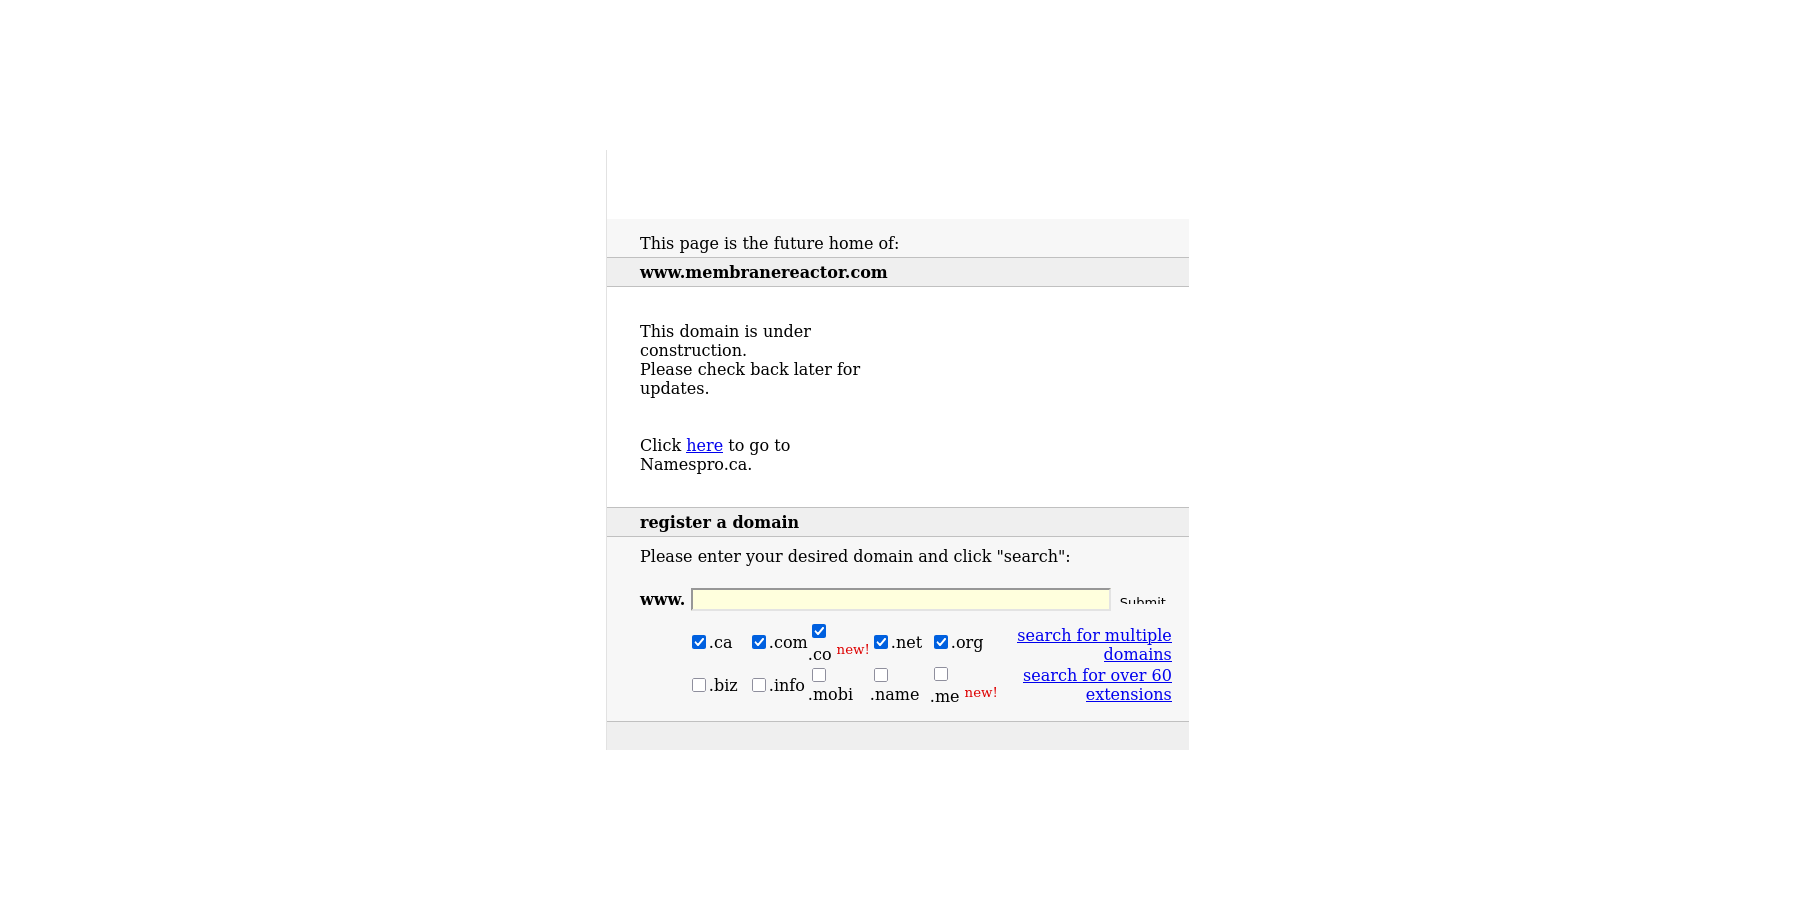 This page is the future home of:
www.membranereactor.com
This domain is under
construction.
Please check back later for
updates.
Click here to go to
Namespro.ca.
register a domain
Please enter your desired domain and click "search":
www. Submit
.ca .com .co new! .net .org search for multiple
domains
.biz .info .mobi .name .me new! search for over 60
extensions